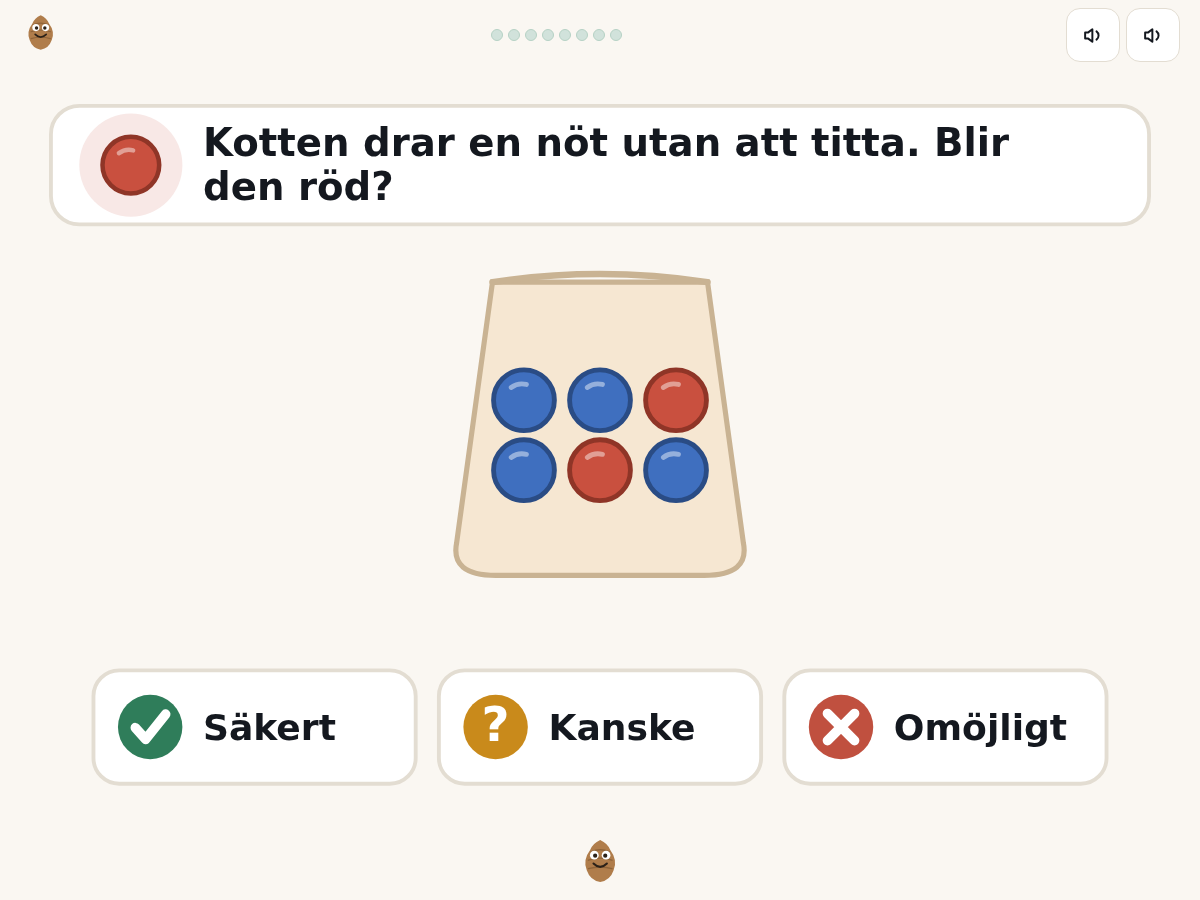 Kotten drar en nöt utan att titta. Blir
den röd?
Säkert
? Kanske
Omöjligt